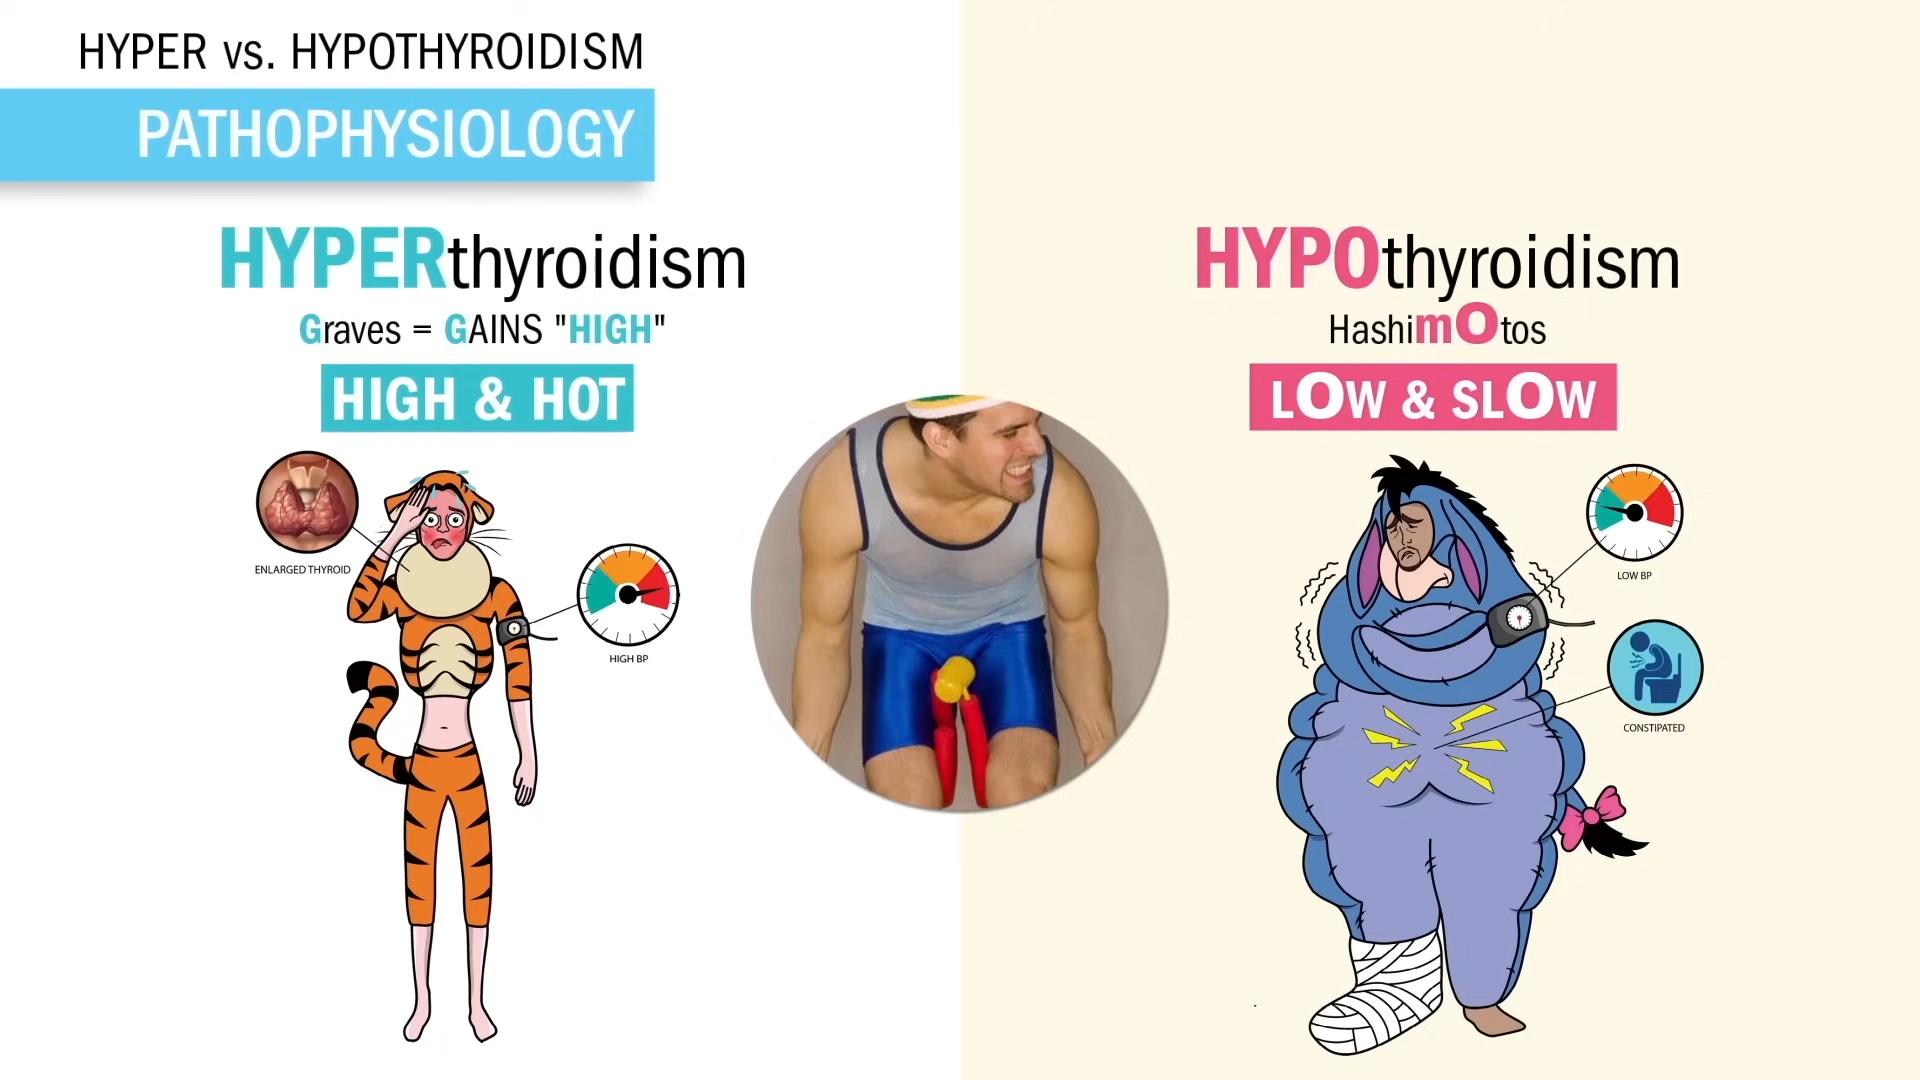 HYPER vs. HYPOTHYROIDISM
PATHOPHYSIOLOGY
HYPERthyroidism
Graves = GAINS "HIGH"
HIGH & HOT
ENLARGED THYROID
HIGH BP
HYPOthyroidism
HashimOtos
LOW & SLOW
LOW BP
CONSTIPATED